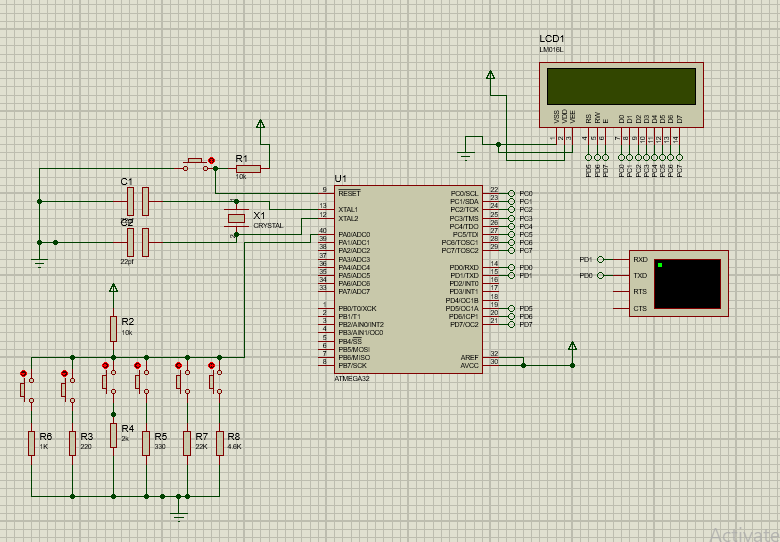 LCD1
LM016L
VSS
VDD
VEE
RS
RW
E
D0
D1
D2
D3
D4
D5
D6
D7
1
2
3
4
5
6
7
8
9
10
11
12
13
14
PD5
PD6
PD7
PC0
PC1
PC2
PC3
PC4
PC5
PC6
PC7
R1
10k
C1
C2
22pf
X1
CRYSTAL
U1
9 RESET
13 XTAL1
12 XTAL2
40 PA0/ADC0
39 PA1/ADC1
38 PA2/ADC2
37 PA3/ADC3
36 PA4/ADC4
35 PA5/ADC5
34 PA6/ADC6
33 PA7/ADC7
1 PB0/T0/XCK
2 PB1/T1
3 PB2/AIN0/INT2
4 PB3/AIN1/OC0
5 PB4/SS
6 PB5/MOSI
7 PB6/MISO
8 PB7/SCK
PC0/SCL 22 PC0
PC1/SDA 23 PC1
PC2/TCK 24 PC2
PC3/TMS 25 PC3
PC4/TDO 26 PC4
PC5/TDI 27 PC5
PC6/TOSC1 28 PC6
PC7/TOSC2 29 PC7
PD0/RXD 14 PD0
PD1/TXD 15 PD1
PD2/INT0 16
PD3/INT1 17
PD4/OC1B 18
PD5/OC1A 19 PD5
PD6/ICP1 20 PD6
PD7/OC2 21 PD7
AREF 32
AVCC 30
ATMEGA32
PD1 RXD
PD0 TXD
RTS
CTS
R2
10k
R6
1K
R3
220
R4
2k
R5
330
R7
22K
R8
4.6K
Activate